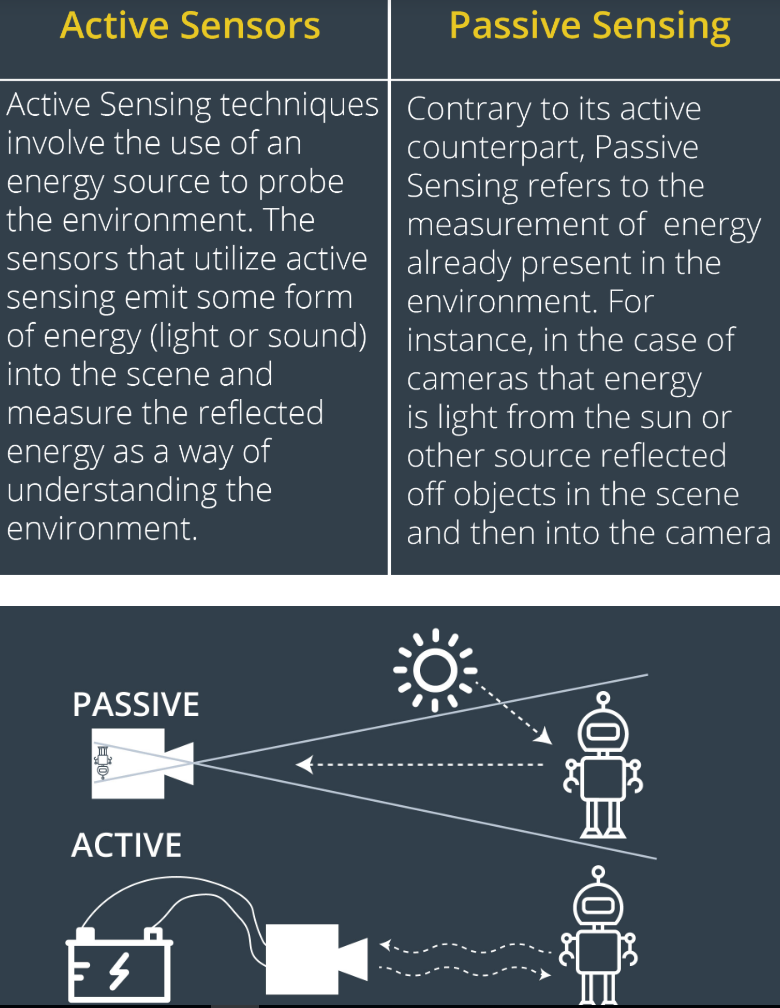 Active Sensors
Active Sensing techniques
involve the use of an
energy source to probe
the environment. The
sensors that utilize active
sensing emit some form
of energy (light or sound)
into the scene and
measure the reflected
energy as a way of
understanding the
environment.
Passive Sensing
Contrary to its active
counterpart, Passive
Sensing refers to the
measurement of  energy
already present in the
environment. For
instance, in the case of
cameras that energy
is light from the sun or
other source reflected
off objects in the scene
and then into the camera
PASSIVE
ACTIVE